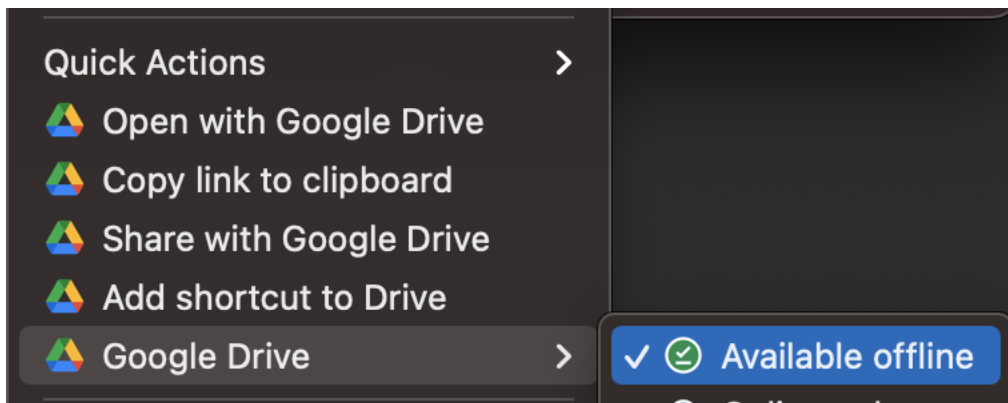 Quick Actions
Open with Google Drive
Copy link to clipboard
Share with Google Drive
Add shortcut to Drive
Google Drive
Available offline